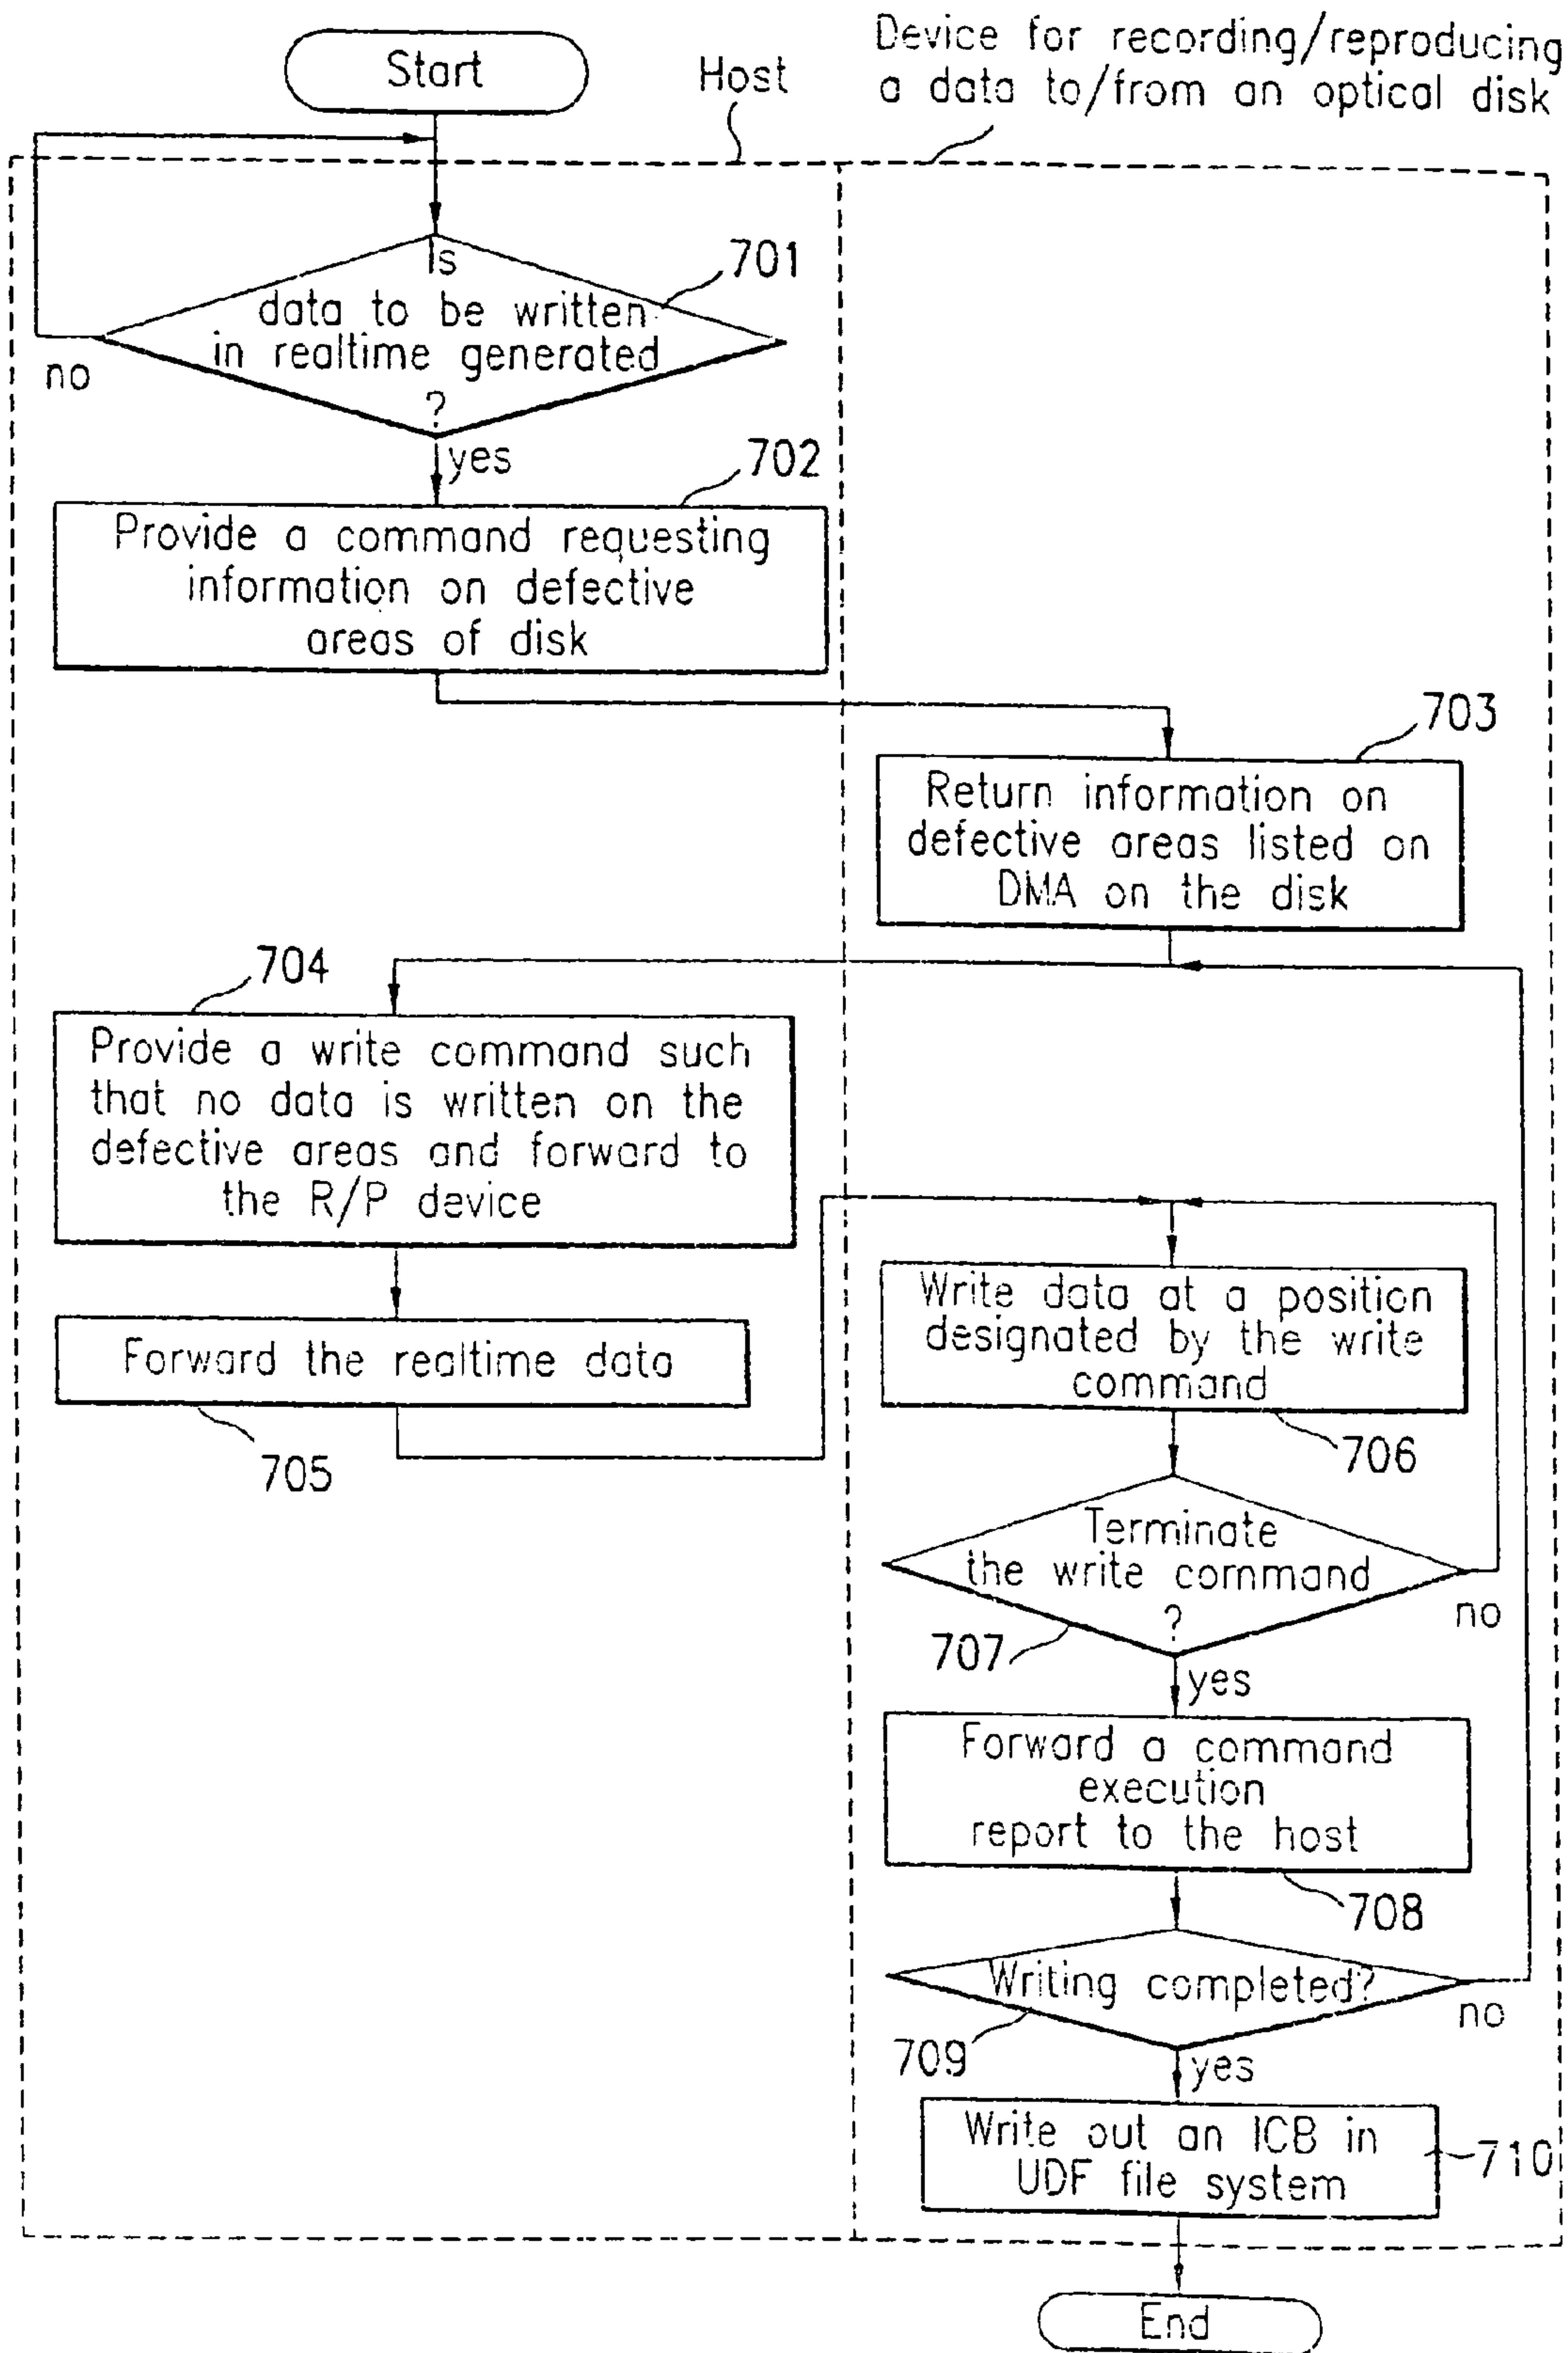 Start
Host
Device for recording/reproducing
a data to/from an optical disk
Is
data to be written
in realtime generated
?
701
no
yes
702
Provide a command requesting
information on defective
areas of disk
703
Return information on
defective areas listed on
DMA on the disk
704
Provide a write command such
that no data is written on the
defective areas and forward to
the R/P device
Forward the realtime data
705
Write data at a position
designated by the write
command
706
Terminate
the write command
?
707
no
yes
Forward a command
execution
report to the host
708
Writing completed?
709
no
yes
Write out an ICB in
UDF file system
710
End